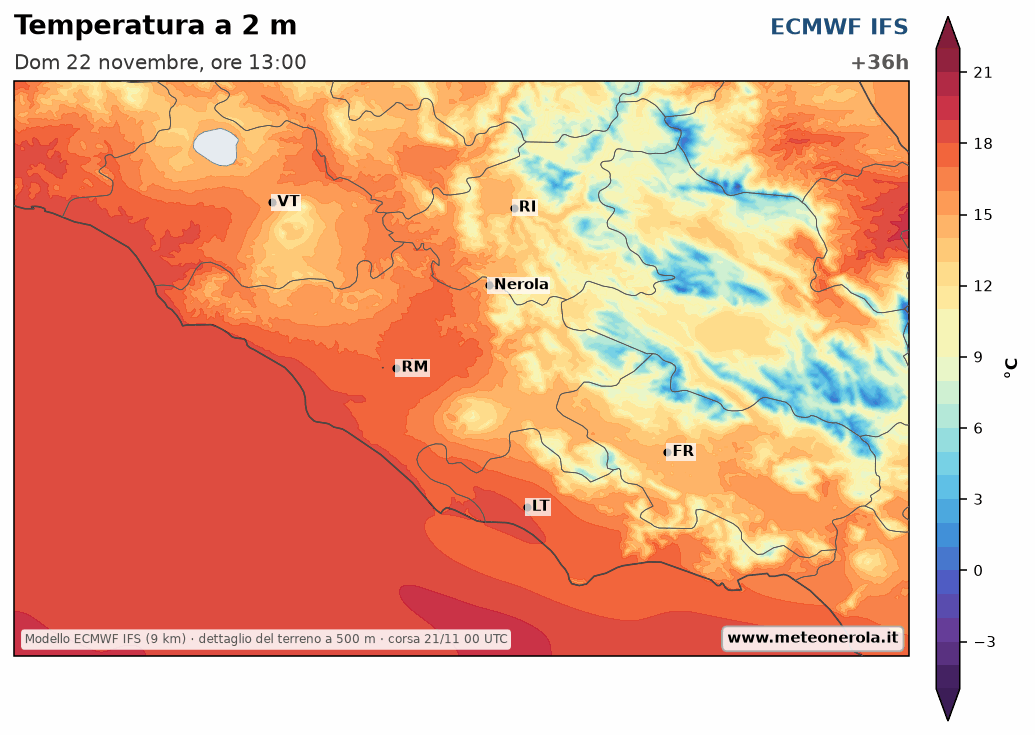 Temperatura a 2 m
ECMWF IFS
Dom 22 novembre, ore 13:00
+36h
VT
RI
Nerola
RM
FR
LT
21
18
15
12
9
6
3
0
−3
°C
Modello ECMWF IFS (9 km) · dettaglio del terreno a 500 m · corsa 21/11 00 UTC
www.meteonerola.it